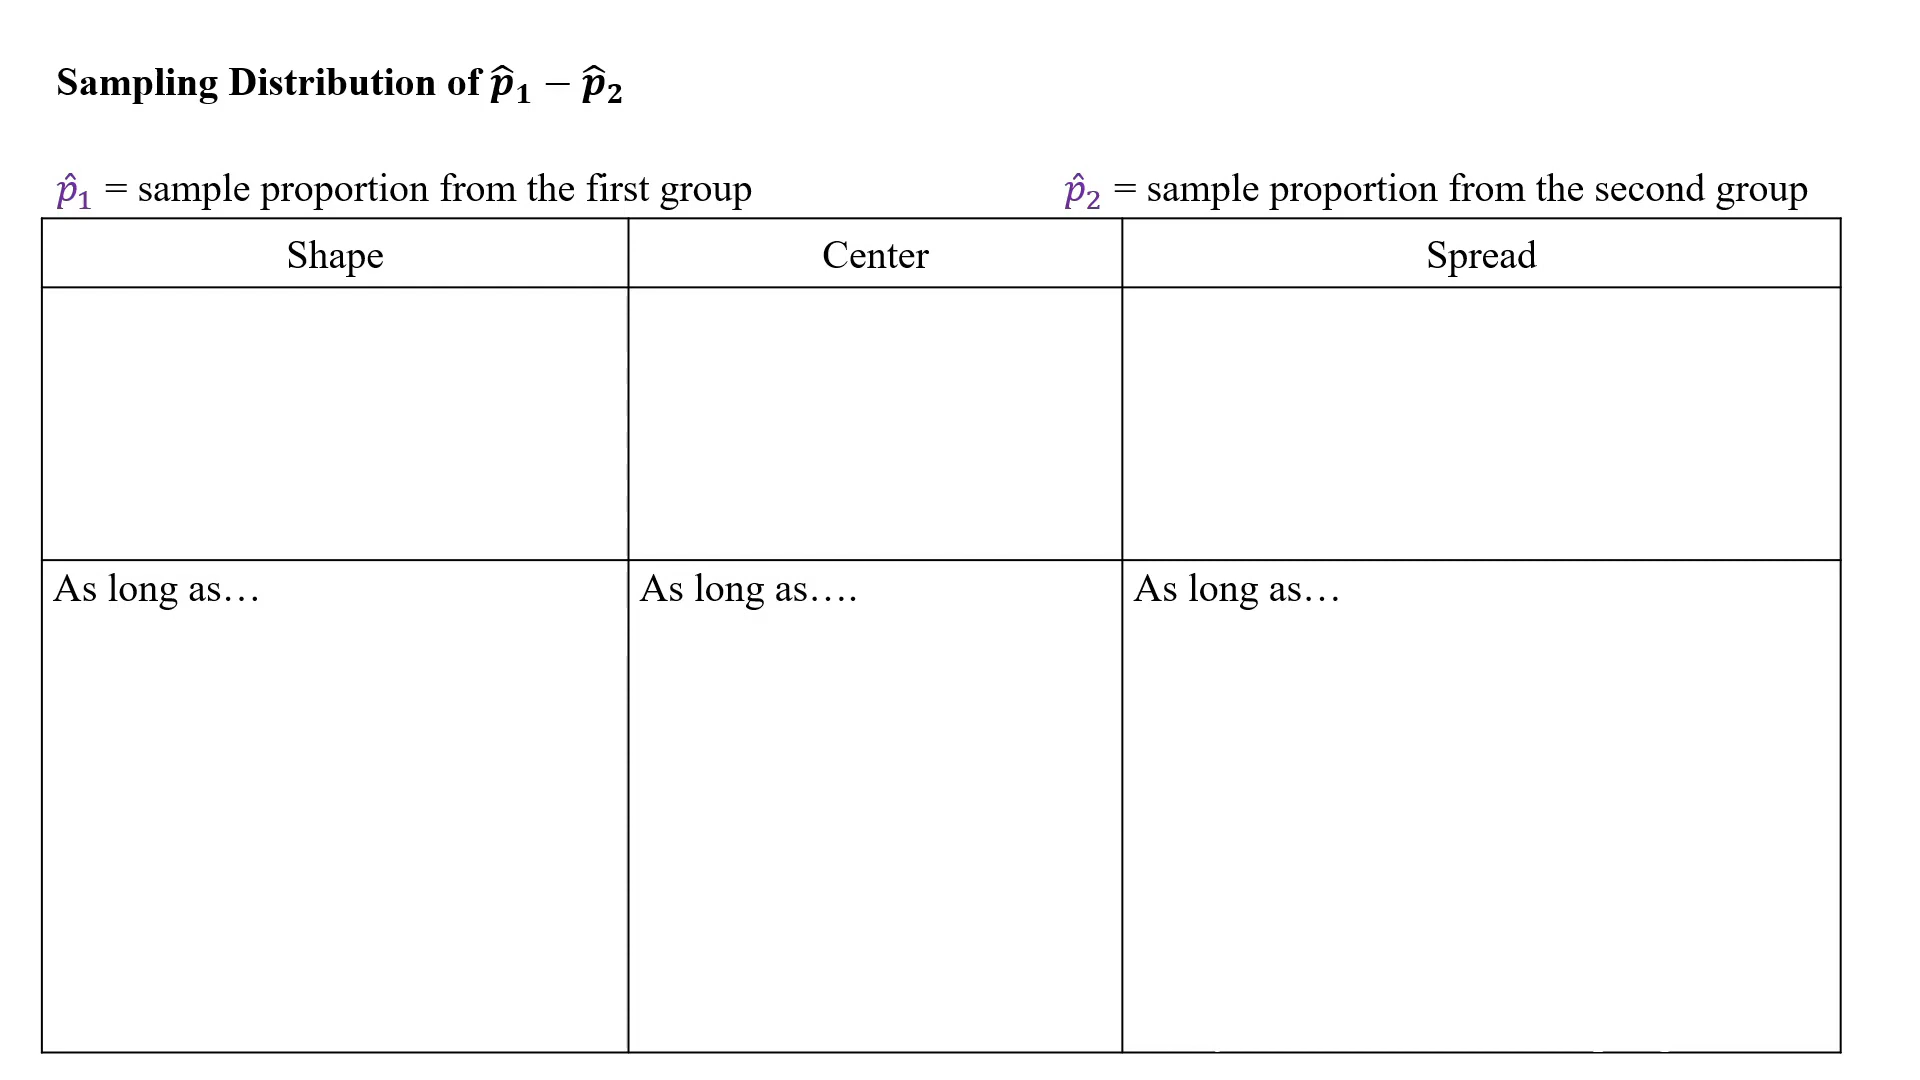 Sampling Distribution of p̂₁ − p̂₂
p̂₁ = sample proportion from the first group
p̂₂ = sample proportion from the second group
Shape
Center
Spread
As long as…
As long as….
As long as…